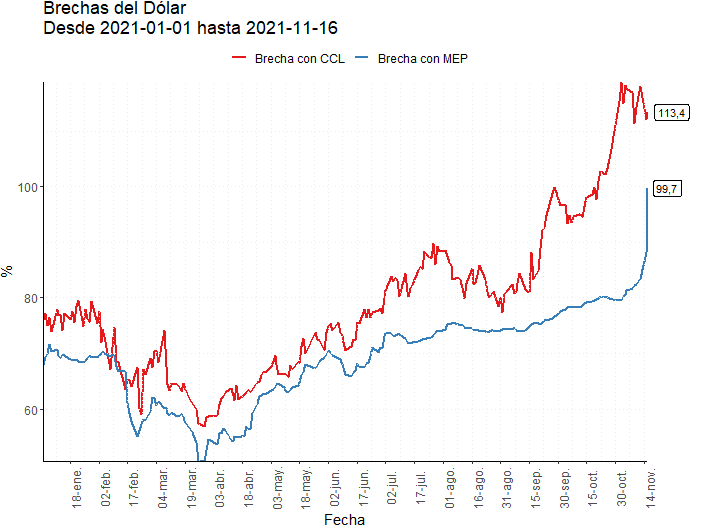 Brechas del Dólar
Desde 2021-01-01 hasta 2021-11-16
Brecha con CCL
Brecha con MEP
113,4
99,7
100
80
60
%
18-ene.
02-feb.
17-feb.
04-mar.
19-mar.
03-abr.
18-abr.
03-may.
18-may.
02-jun.
17-jun.
02-jul.
17-jul.
01-ago.
16-ago.
31-ago.
15-sep.
30-sep.
15-oct.
30-oct.
14-nov.
Fecha